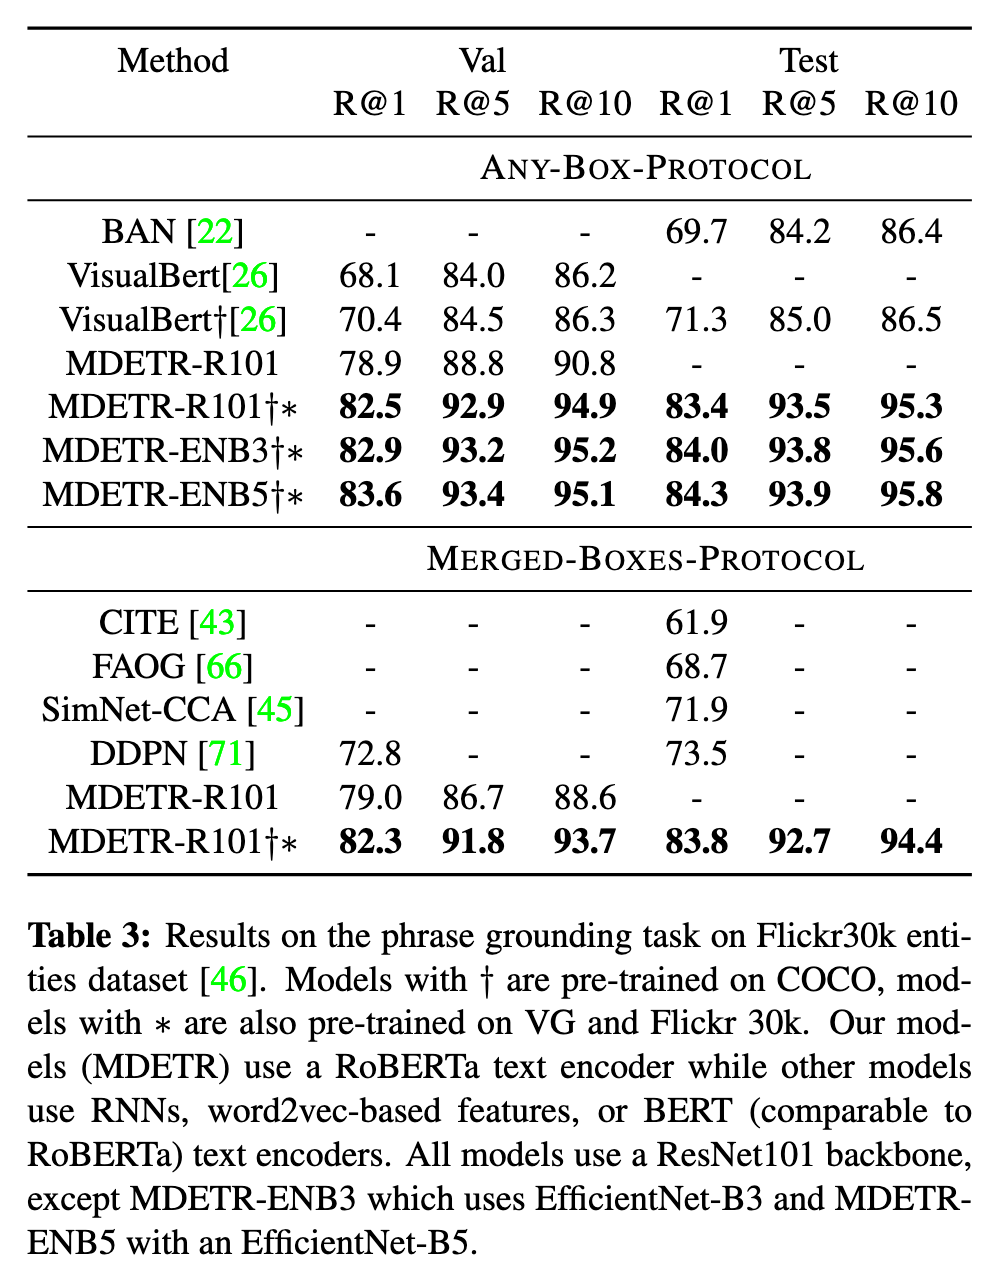 Method Val Test
R@1 R@5 R@10 R@1 R@5 R@10
ANY-BOX-PROTOCOL
BAN [22] - - - 69.7 84.2 86.4
VisualBert[26] 68.1 84.0 86.2 - - -
VisualBert†[26] 70.4 84.5 86.3 71.3 85.0 86.5
MDETR-R101 78.9 88.8 90.8 - - -
MDETR-R101†* 82.5 92.9 94.9 83.4 93.5 95.3
MDETR-ENB3†* 82.9 93.2 95.2 84.0 93.8 95.6
MDETR-ENB5†* 83.6 93.4 95.1 84.3 93.9 95.8
MERGED-BOXES-PROTOCOL
CITE [43] - - - 61.9 - -
FAOG [66] - - - 68.7 - -
SimNet-CCA [45] - - - 71.9 - -
DDPN [71] 72.8 - - 73.5 - -
MDETR-R101 79.0 86.7 88.6 - - -
MDETR-R101†* 82.3 91.8 93.7 83.8 92.7 94.4
Table 3: Results on the phrase grounding task on Flickr30k enti-
ties dataset [46]. Models with † are pre-trained on COCO, mod-
els with * are also pre-trained on VG and Flickr 30k. Our mod-
els (MDETR) use a RoBERTa text encoder while other models
use RNNs, word2vec-based features, or BERT (comparable to
RoBERTa) text encoders. All models use a ResNet101 backbone,
except MDETR-ENB3 which uses EfficientNet-B3 and MDETR-
ENB5 with an EfficientNet-B5.